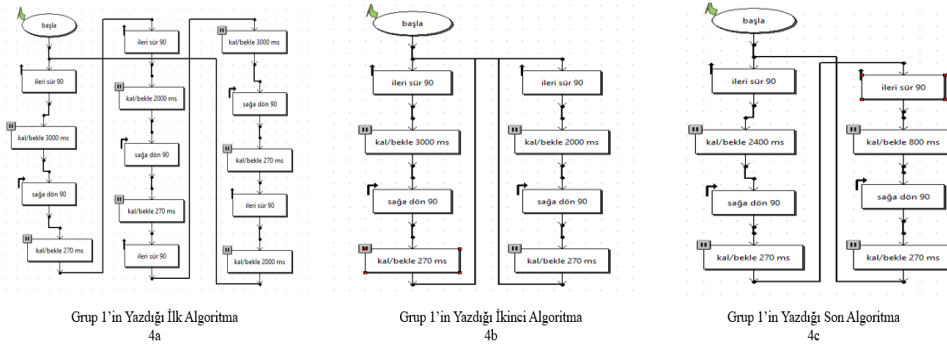 başla
ileri sür 90
kal/bekle 3000 ms
sağa dön 90
kal/bekle 270 ms
ileri sür 90
kal/bekle 2000 ms
sağa dön 90
kal/bekle 270 ms
ileri sür 90
kal/bekle 3000 ms
sağa dön 90
kal/bekle 270 ms
ileri sür 90
kal/bekle 2000 ms
Grup 1’in Yazdığı İlk Algoritma
4a
başla
ileri sür 90
kal/bekle 3000 ms
sağa dön 90
kal/bekle 270 ms
ileri sür 90
kal/bekle 2000 ms
sağa dön 90
kal/bekle 270 ms
Grup 1’in Yazdığı İkinci Algoritma
4b
başla
ileri sür 90
kal/bekle 2400 ms
sağa dön 90
kal/bekle 270 ms
ileri sür 90
kal/bekle 800 ms
sağa dön 90
kal/bekle 270 ms
Grup 1’in Yazdığı Son Algoritma
4c